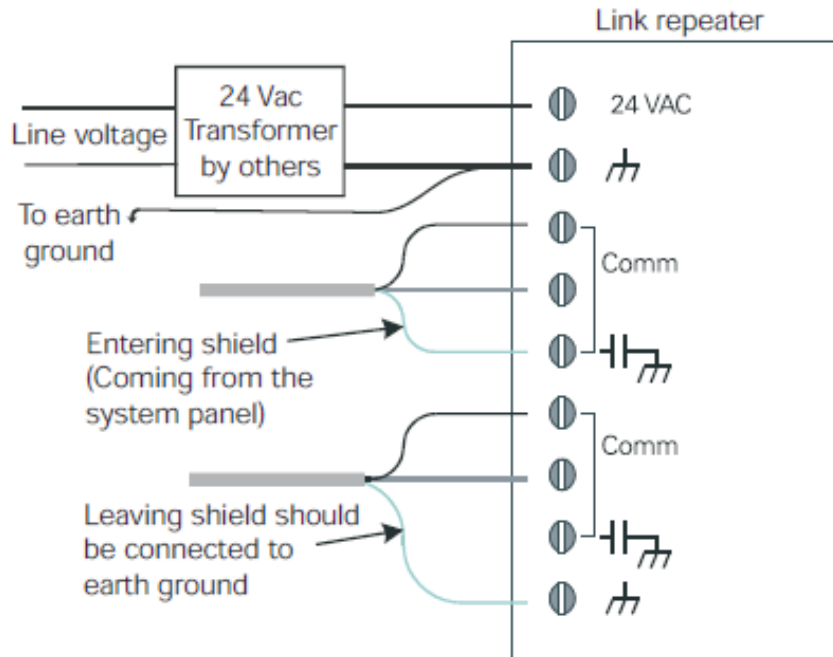 Link repeater
24 Vac
Transformer
by others
Line voltage
24 VAC
To earth
ground
Comm
Entering shield
(Coming from the
system panel)
Comm
Leaving shield should
be connected to
earth ground